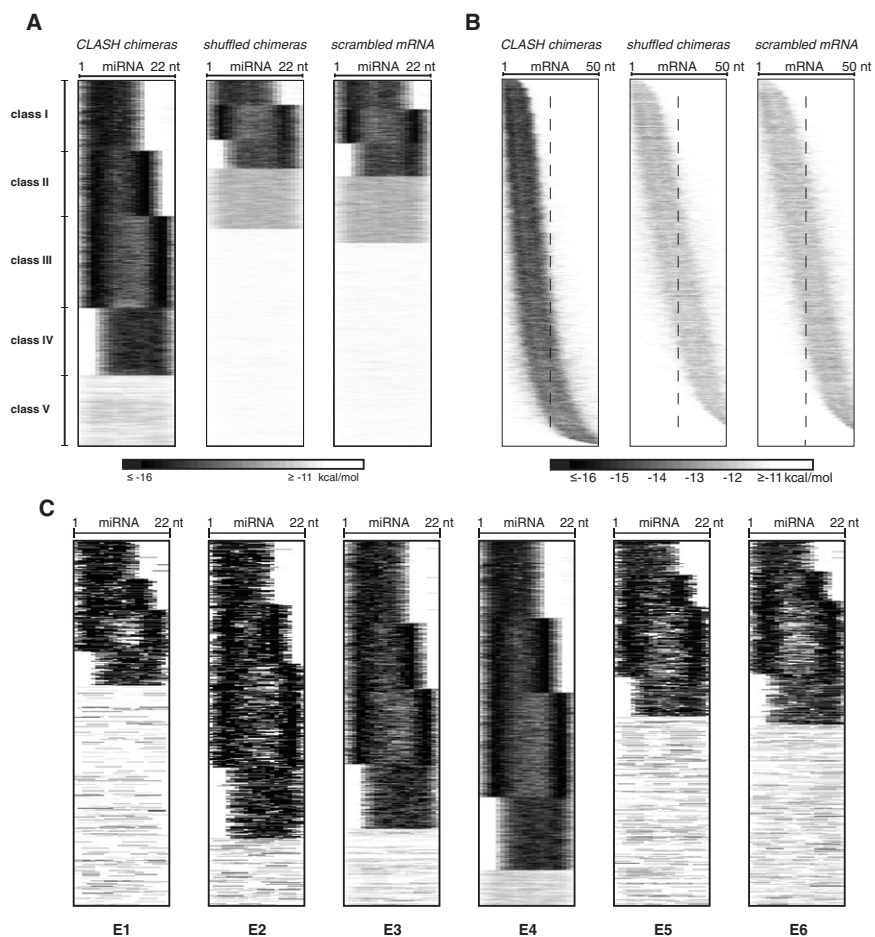 A
B
CLASH chimeras shuffled chimeras scrambled mRNA
CLASH chimeras shuffled chimeras scrambled mRNA
1 miRNA 22 nt 1 miRNA 22 nt 1 miRNA 22 nt
1 mRNA 50 nt 1 mRNA 50 nt 1 mRNA 50 nt
class I
class II
class III
class IV
class V
≤ -16 ≥ -11 kcal/mol
≤-16 -15 -14 -13 -12 ≥-11 kcal/mol
C
1 miRNA 22 nt 1 miRNA 22 nt 1 miRNA 22 nt 1 miRNA 22 nt 1 miRNA 22 nt 1 miRNA 22 nt
E1 E2 E3 E4 E5 E6